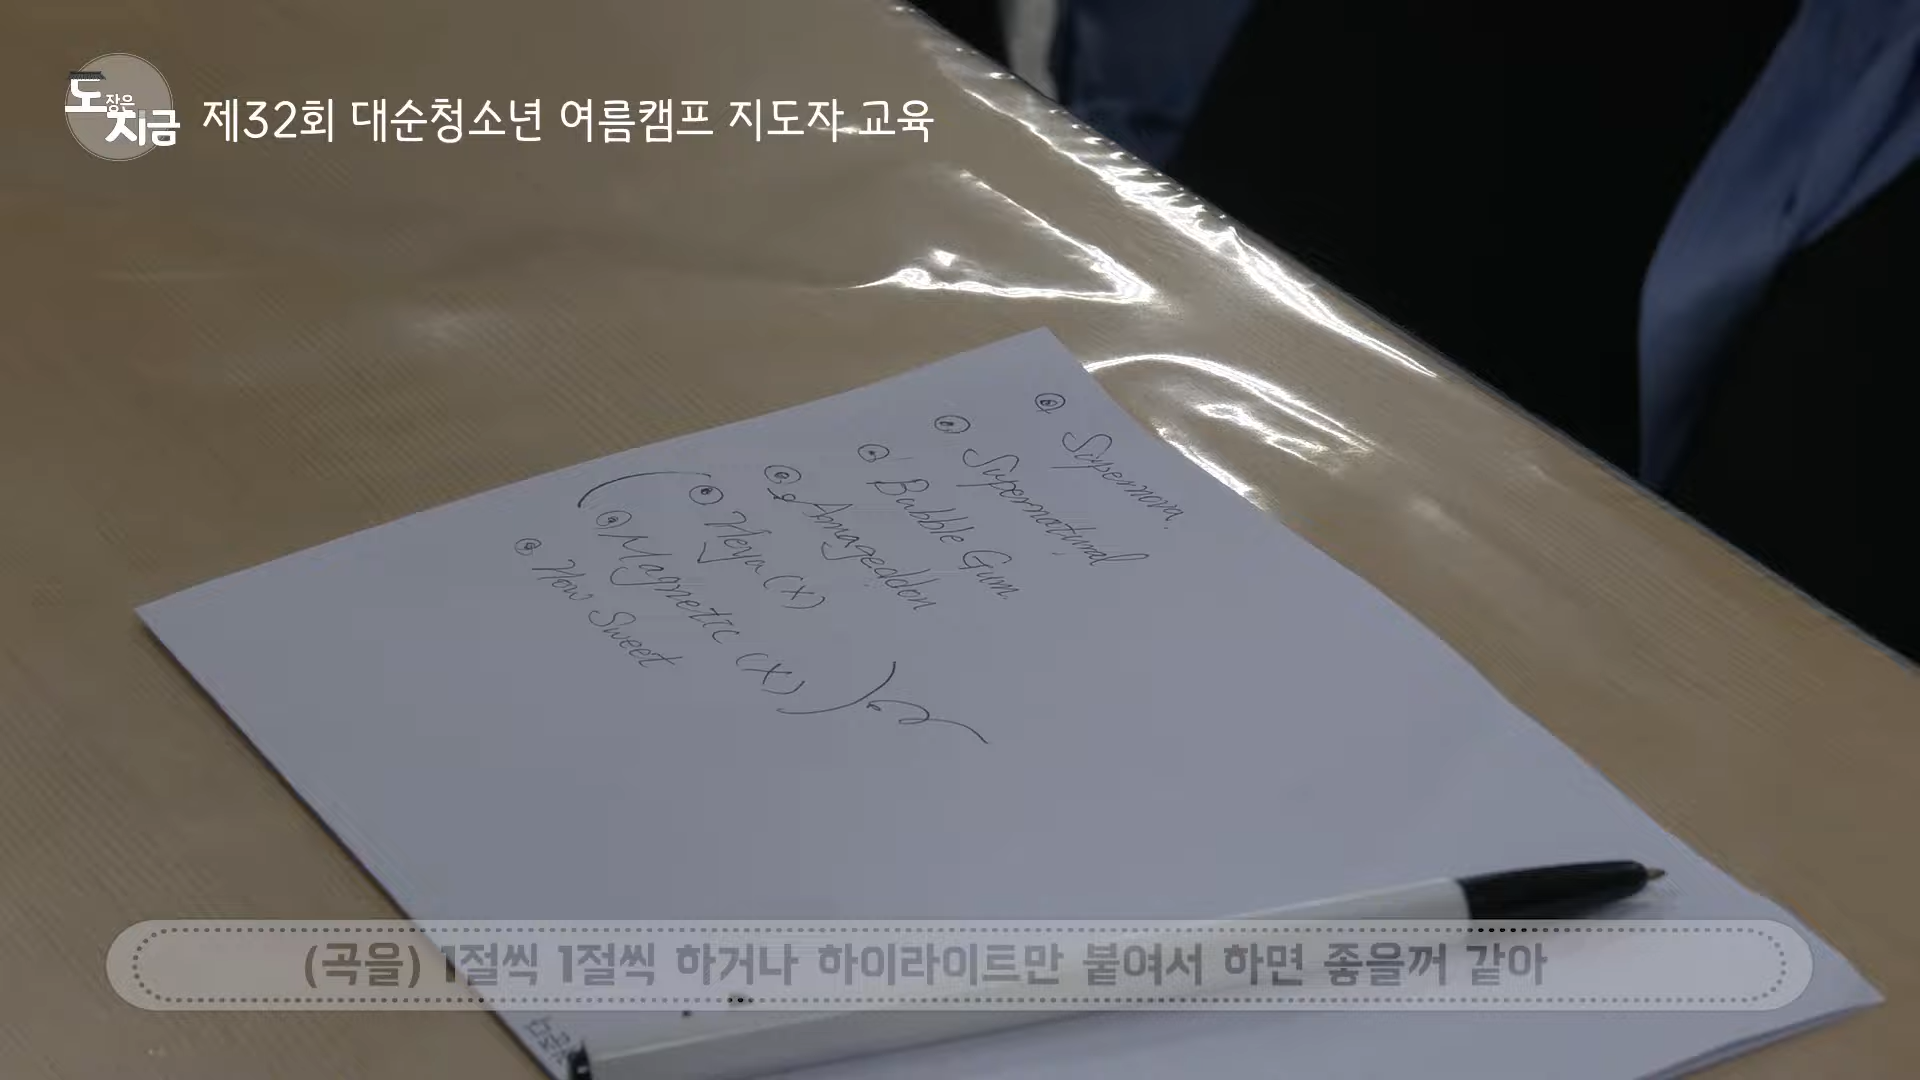 도장은
지금
제32회 대순청소년 여름캠프 지도자 교육
Supernova.
Supernatural
Bubble Gum.
Amageddon
Heya (X)
Magnetic (X)
How Sweet
(곡을) 1절씩 1절씩 하거나 하이라이트만 붙여서 하면 좋을꺼 같아